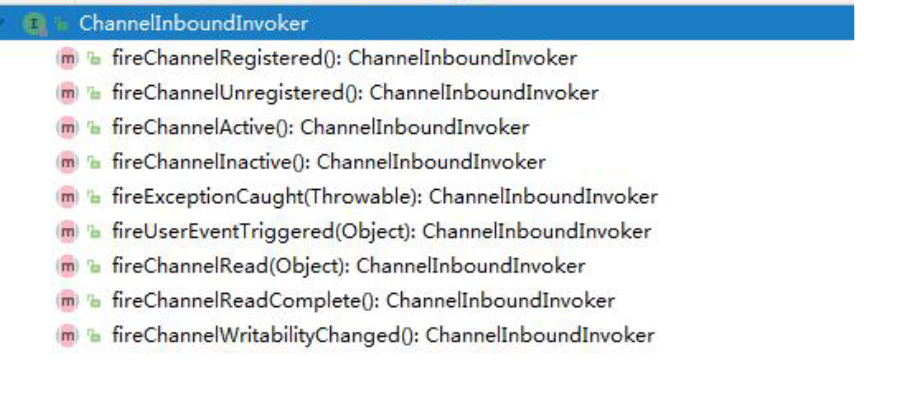 ChannelInboundInvoker
fireChannelRegistered(): ChannelInboundInvoker
fireChannelUnregistered(): ChannelInboundInvoker
fireChannelActive(): ChannelInboundInvoker
fireChannelInactive(): ChannelInboundInvoker
fireExceptionCaught(Throwable): ChannelInboundInvoker
fireUserEventTriggered(Object): ChannelInboundInvoker
fireChannelRead(Object): ChannelInboundInvoker
fireChannelReadComplete(): ChannelInboundInvoker
fireChannelWritabilityChanged(): ChannelInboundInvoker